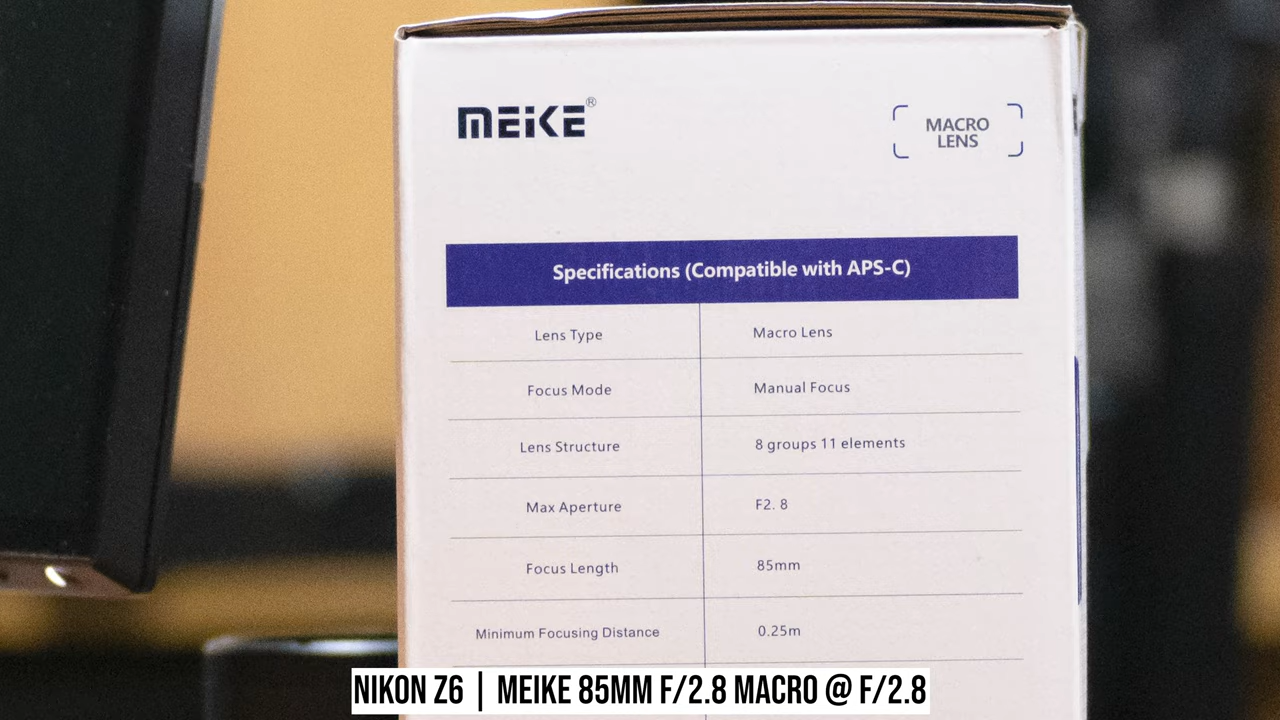 MEIKE®
MACRO
LENS
Specifications (Compatible with APS-C)
Lens Type Macro Lens
Focus Mode Manual Focus
Lens Structure 8 groups 11 elements
Max Aperture F2. 8
Focus Length 85mm
Minimum Focusing Distance 0.25m
NIKON Z6 | MEIKE 85MM F/2.8 MACRO @ F/2.8